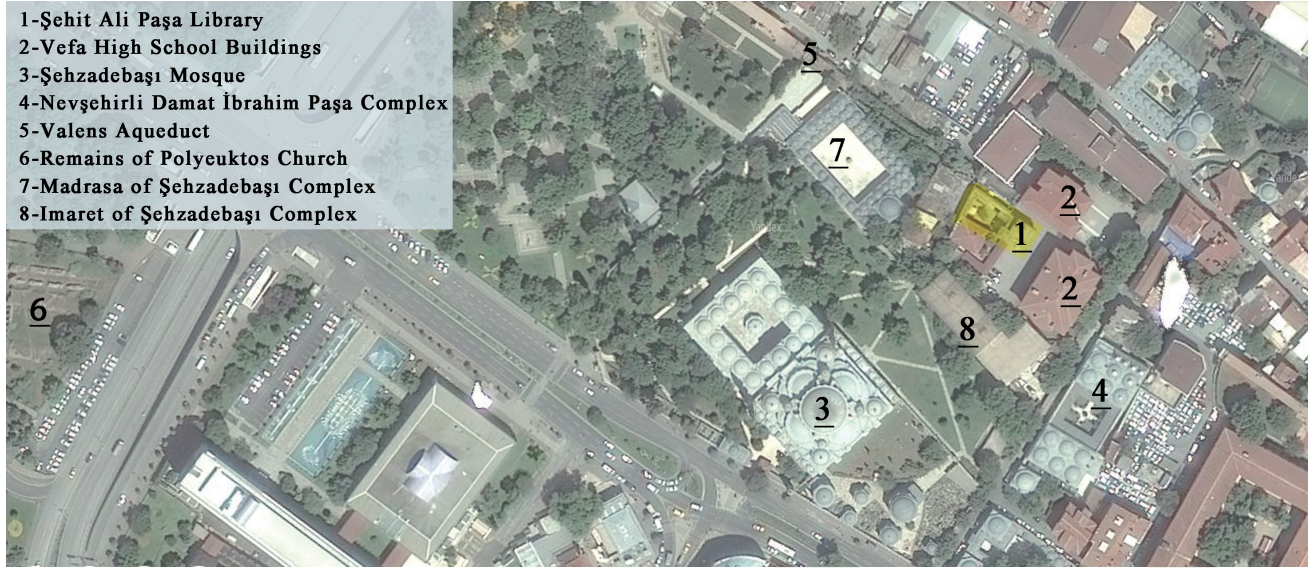 1-Şehit Ali Paşa Library
2-Vefa High School Buildings
3-Şehzadebaşı Mosque
4-Nevşehirli Damat İbrahim Paşa Complex
5-Valens Aqueduct
6-Remains of Polyeuktos Church
7-Madrasa of Şehzadebaşı Complex
8-Imaret of Şehzadebaşı Complex
5
7
2
1
6
2
8
4
3
Yandex
Yande